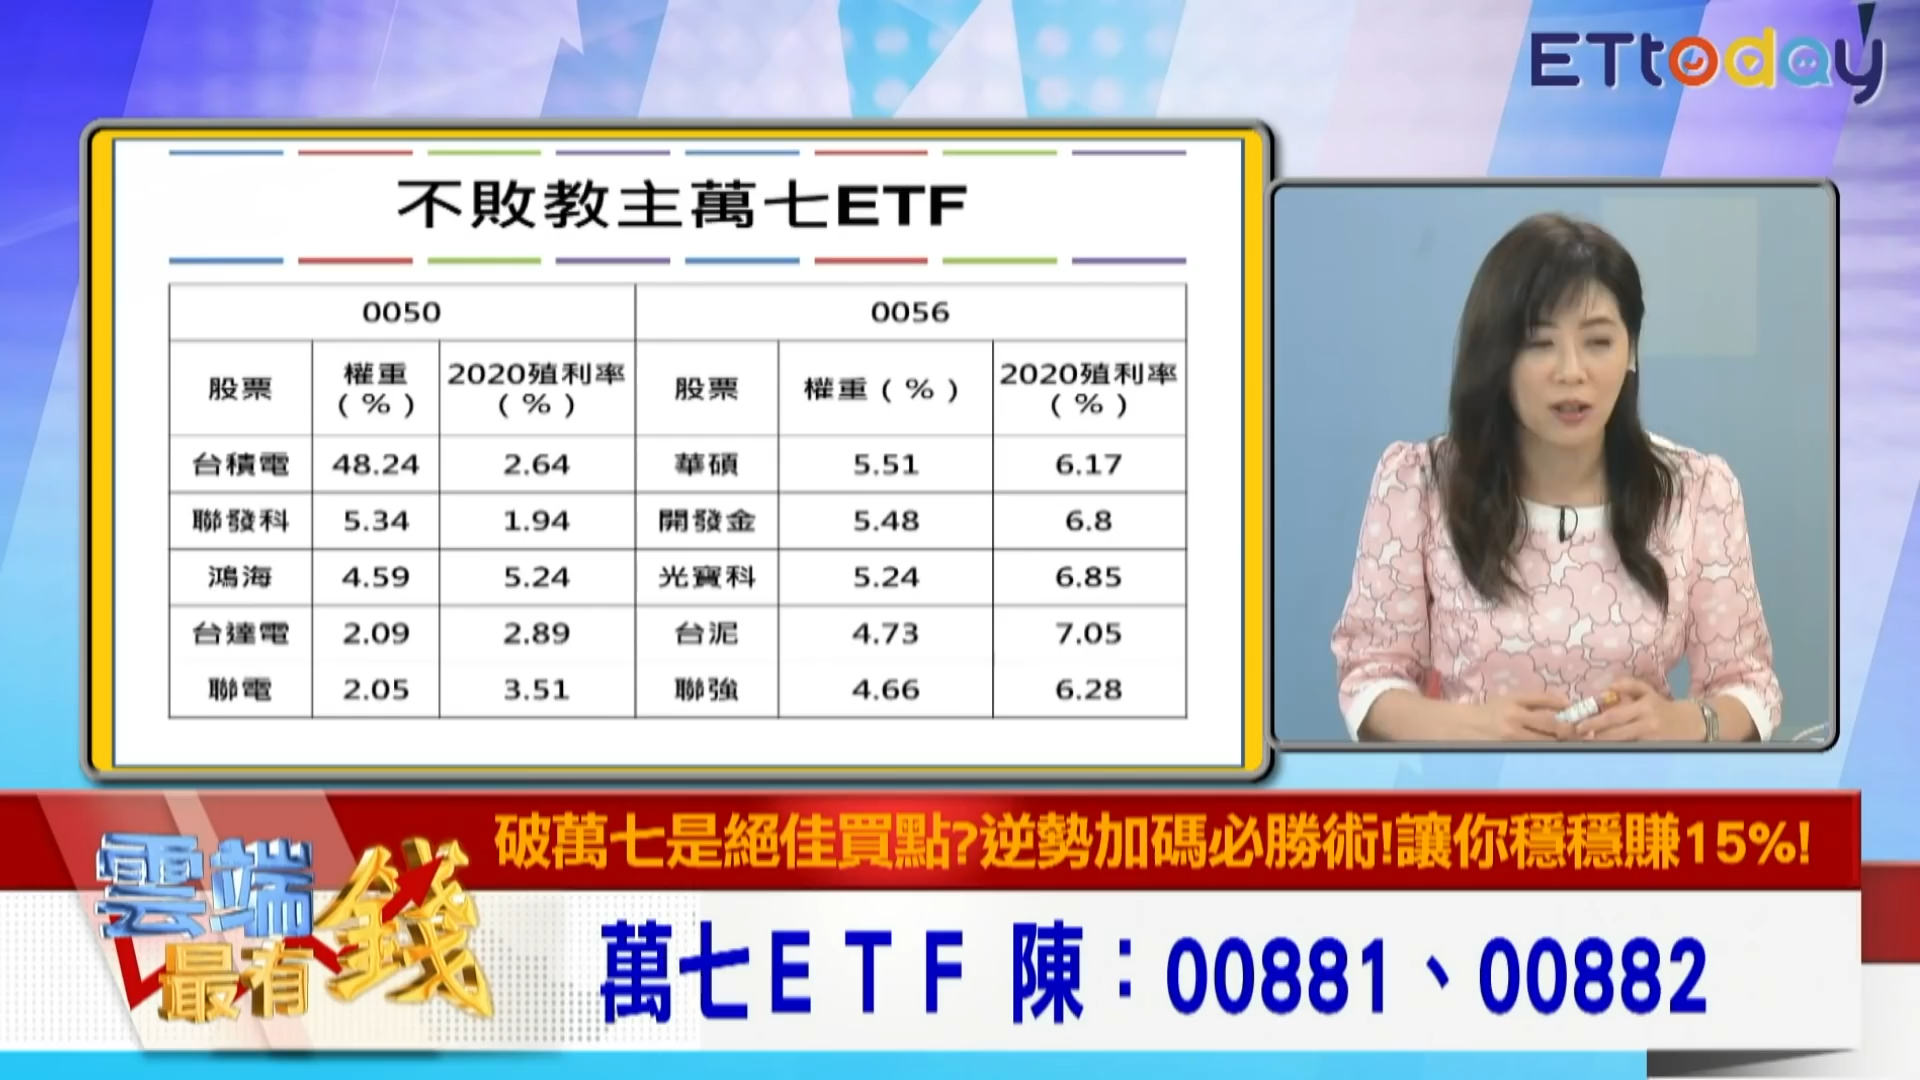 ETtoday
不敗教主萬七ETF
0050 0056
股票 權重(%) 2020殖利率(%) 股票 權重(%) 2020殖利率(%)
台積電 48.24 2.64 華碩 5.51 6.17
聯發科 5.34 1.94 開發金 5.48 6.8
鴻海 4.59 5.24 光寶科 5.24 6.85
台達電 2.09 2.89 台泥 4.73 7.05
聯電 2.05 3.51 聯強 4.66 6.28
破萬七是絕佳買點?逆勢加碼必勝術!讓你穩穩賺15%!
雲端最有錢
萬七ETF 陳:00881、00882